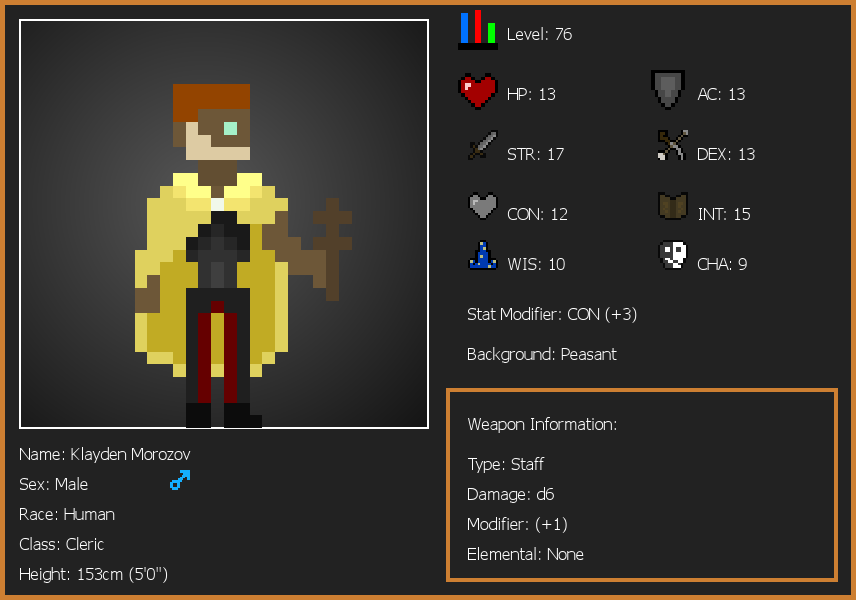 Level: 76
HP: 13
AC: 13
STR: 17
DEX: 13
CON: 12
INT: 15
WIS: 10
CHA: 9
Stat Modifier: CON (+3)
Background: Peasant
Weapon Information:
Type: Staff
Damage: d6
Modifier: (+1)
Elemental: None
Name: Klayden Morozov
Sex: Male
Race: Human
Class: Cleric
Height: 153cm (5'0")